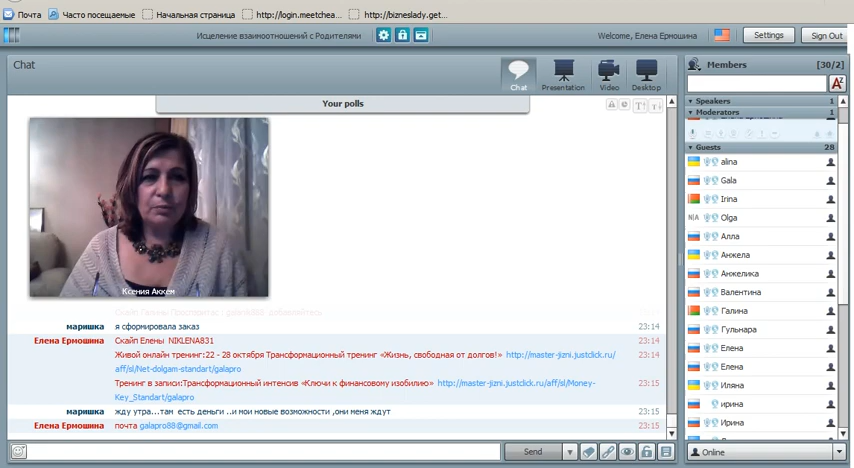 Почта
Часто посещаемые
Начальная страница
http://login.meetchea...
http://bizneslady.get...
Исцеление взаимоотношений с Родителями
Welcome, Елена Ермошина
Settings
Sign Out
Chat
Chat
Presentation
Video
Desktop
Members
[30/2]
Your polls
Speakers 1
Moderators 1
Guests 28
alina
Gala
Irina
N/A Olga
Алла
Анжела
Анжелика
Валентина
Галина
Гульнара
Елена
Елена
Иляна
ирина
Ирина
Ксения Аккем
маришка я сформировала заказ 23:14
Елена Ермошина Скайп Елены NIKLENA831 23:14
Живой онлайн тренинг:22 - 28 октября Трансформационный тренинг «Жизнь, свободная от долгов!» http://master-jizni.justclick.ru/ 23:14
aff/sl/Net-dolgam-standart/galapro
Тренинг в записи:Трансформационный интенсив «Ключи к финансовому изобилию» http://master-jizni.justclick.ru/aff/sl/Money- 23:15
Key_Standart/galapro
маришка жду утра...там есть деньги ..и мои новые возможности ,они меня ждут 23:15
Елена Ермошина почта galapro88@gmail.com 23:15
Send
Online